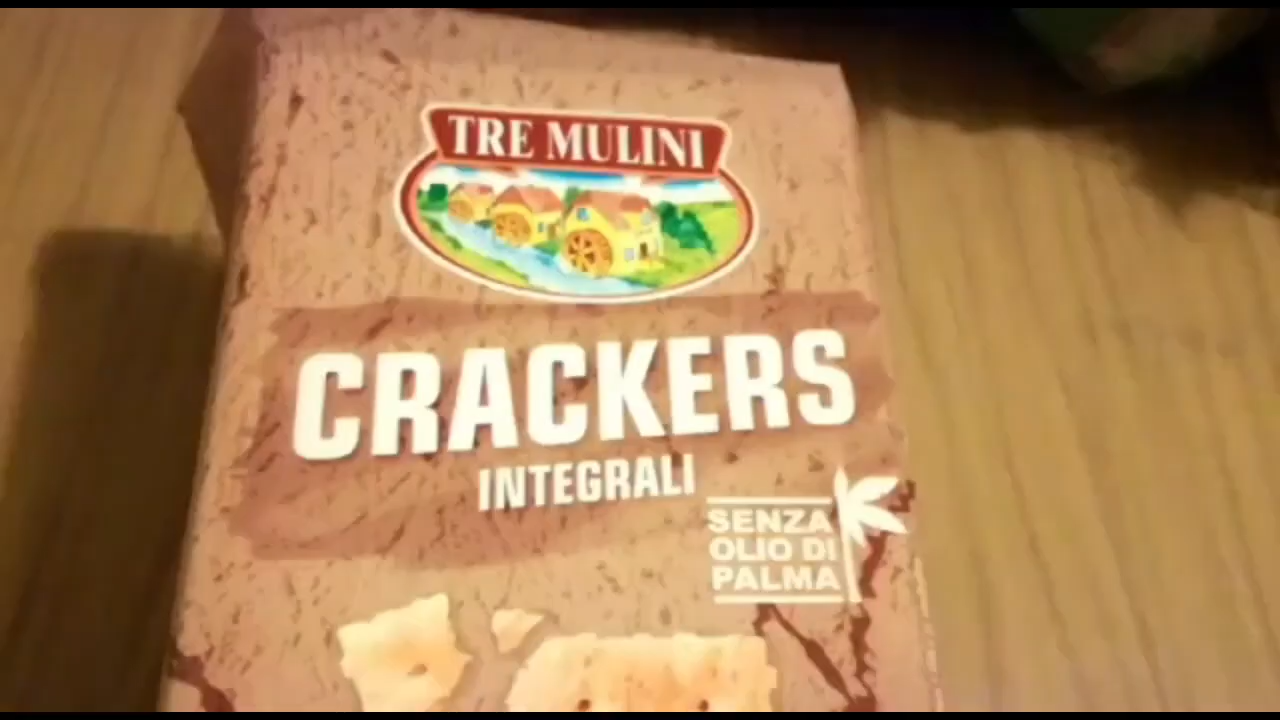 TRE MULINI
CRACKERS
INTEGRALI
SENZA
OLIO DI
PALMA